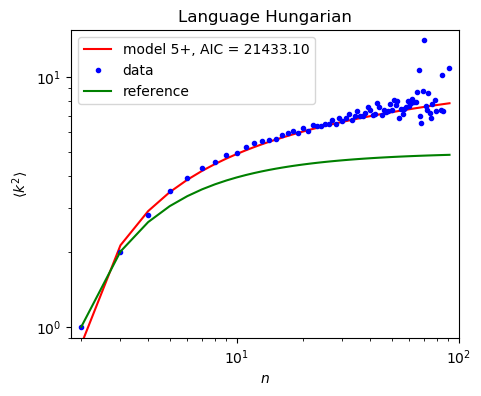 Language Hungarian
model 5+, AIC = 21433.10
data
reference
10¹
10⁰
⟨k²⟩
10¹
10²
n